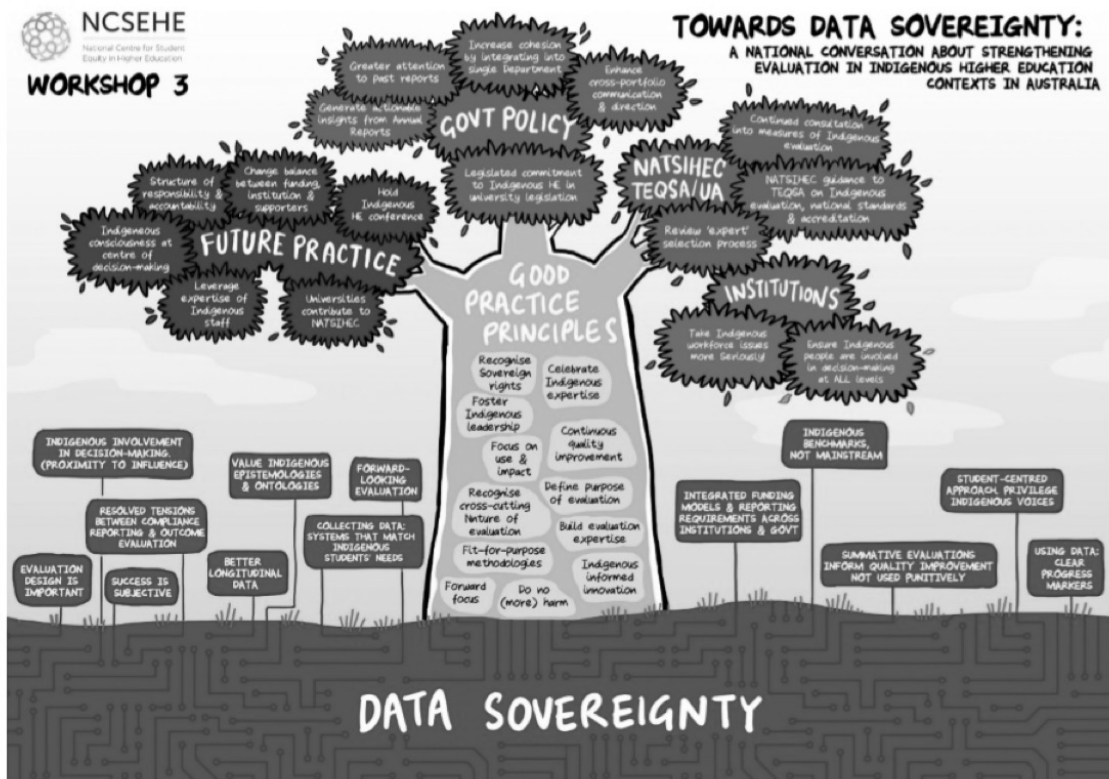 NCSEHE
National Centre for Student
Equity in Higher Education
WORKSHOP 3
TOWARDS DATA SOVEREIGNTY:
A NATIONAL CONVERSATION ABOUT STRENGTHENING
EVALUATION IN INDIGENOUS HIGHER EDUCATION
CONTEXTS IN AUSTRALIA
Greater attention
to past reports
Increase cohesion
by integrating into
single Department
Enhance
cross-portfolio
communication
& direction
Generate actionable
insights from Annual
Reports
GOVT POLICY
Legislated commitment
to Indigenous HE in
university legislation
Structure of
responsibility &
accountability
Change balance
between funding,
institution &
supporters
Hold
Indigenous
HE conference
Indigeneous
consciousness at
centre of
decision-making
FUTURE PRACTICE
Leverage
expertise of
Indigenous
staff
Universities
contribute to
NATSIHEC
Continued consultation
into measures of Indigenous
evaluation
NATSIHEC
TEQSA/UA
NATSIHEC guidance to
TEQSA on Indigenous
evaluation, national standards
& accreditation
Review 'expert'
selection process
INSTITUTIONS
Take Indigenous
workforce issues
more Seriously
Ensure Indigenous
people are involved
in decision-making
at ALL levels
GOOD
PRACTICE
PRINCIPLES
Recognise
Sovereign
rights
Celebrate
Indigenous
expertise
Foster
Indigenous
leadership
Focus on
use &
impact
Continuous
quality
improvement
Recognise
cross-cutting
Nature of
evaluation
Define purpose
of evaluation
Build evaluation
expertise
Fit-for-purpose
methodologies
Indigenous
informed
innovation
Forward
focus
Do no
(more) harm
INDIGENOUS INVOLVEMENT
IN DECISION-MAKING.
(PROXIMITY TO INFLUENCE)
RESOLVED TENSIONS
BETWEEN COMPLIANCE
REPORTING & OUTCOME
EVALUATION
EVALUATION
DESIGN IS
IMPORTANT
SUCCESS IS
SUBJECTIVE
VALUE INDIGENOUS
EPISTEMOLOGIES
& ONTOLOGIES
BETTER
LONGITUDINAL
DATA
FORWARD-
LOOKING
EVALUATION
COLLECTING DATA:
SYSTEMS THAT MATCH
INDIGENOUS
STUDENTS' NEEDS
INTEGRATED FUNDING
MODELS & REPORTING
REQUIREMENTS ACROSS
INSTITUTIONS & GOVT
INDIGENOUS
BENCHMARKS,
NOT MAINSTREAM
SUMMATIVE EVALUATIONS
INFORM QUALITY IMPROVEMENT
NOT USED PUNITIVELY
STUDENT-CENTRED
APPROACH PRIVILEGE
INDIGENOUS VOICES
USING DATA:
CLEAR
PROGRESS
MARKERS
DATA SOVEREIGNTY